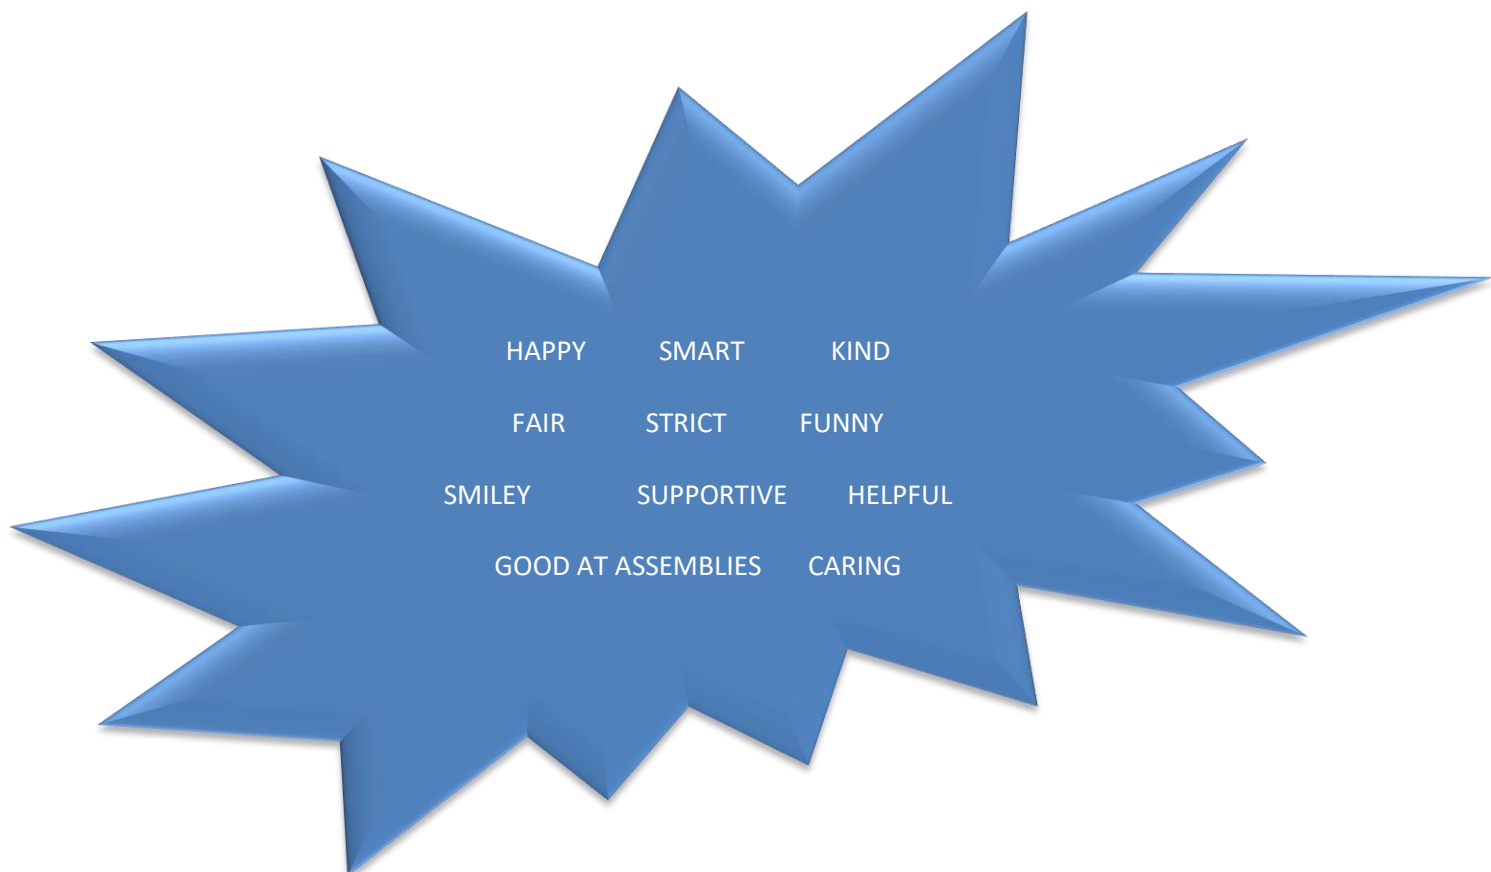 HAPPY SMART KIND
FAIR STRICT FUNNY
SMILEY SUPPORTIVE HELPFUL
GOOD AT ASSEMBLIES CARING